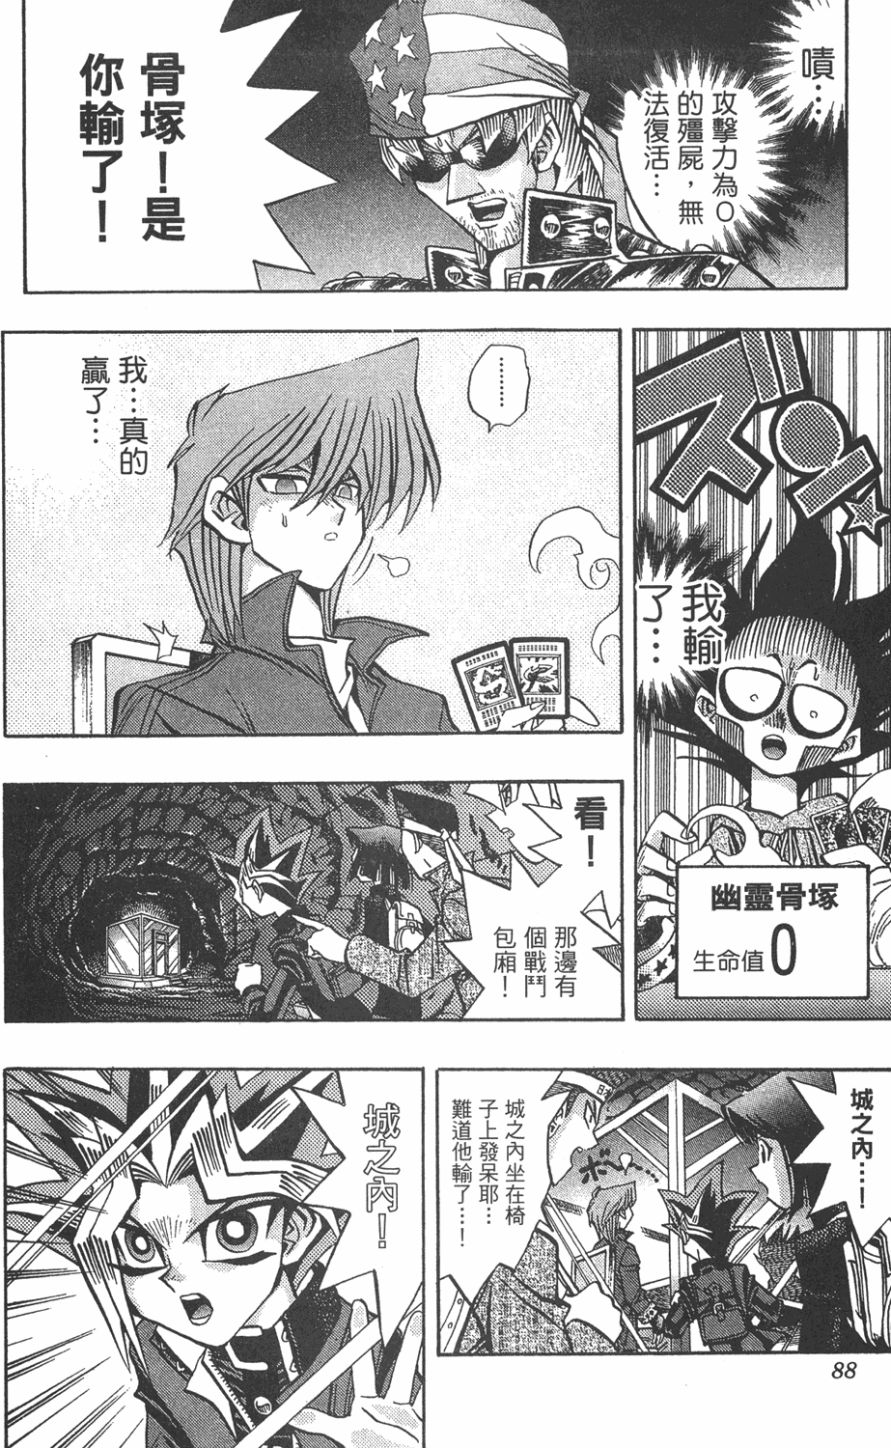 嘖…
攻擊力為０
的殭屍，無
法復活…
骨塚！是
你輸了！
ズン！
我輸
了…
幽靈骨塚
生命值0
………
我…真的
贏了…
看！
那邊有
個戰鬥
包廂！
城之內…！
ボ～…
城之內坐在椅
子上發呆耶…
難道他輸了…！
城之內！
88